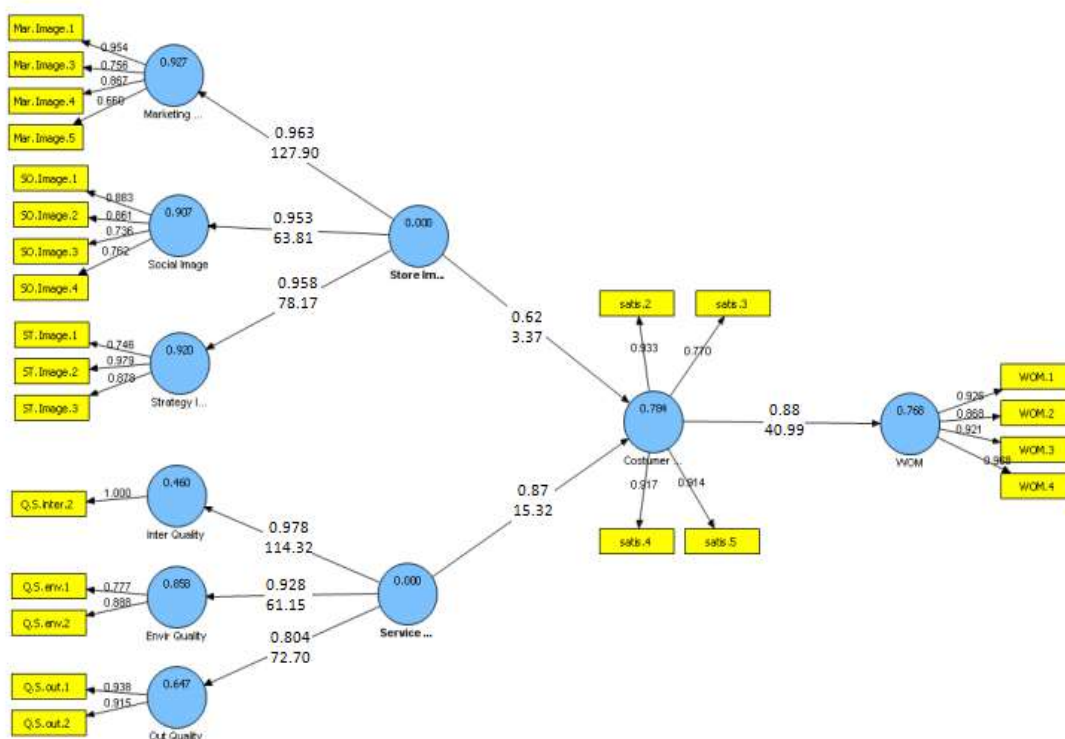 Mar.Image.1
0.954
Mar.Image.3
0.756
Mar.Image.4
0.867
Mar.Image.5
0.660
0.927
Marketing ...
0.963
127.90
SO.Image.1
0.883
SO.Image.2
0.861
SO.Image.3
0.736
SO.Image.4
0.762
0.907
Social Image
0.953
63.81
0.000
Store Im...
0.958
78.17
ST.Image.1
0.746
ST.Image.2
0.979
ST.Image.3
0.878
0.920
Strategy I...
0.62
3.37
satis.2
satis.3
0.933
0.770
0.784
Costumer ...
0.917
0.914
satis.4
satis.5
0.88
40.99
0.768
WOM
0.926
WOM.1
0.868
WOM.2
0.921
WOM.3
WOM.4
0.87
15.32
Q.S.inter.2
1.000
0.460
Inter Quality
0.978
114.32
Q.S.env.1
0.777
Q.S.env.2
0.888
0.858
Envir Quality
0.928
61.15
0.000
Service ...
0.804
72.70
Q.S.out.1
0.938
Q.S.out.2
0.915
0.647
Out Quality